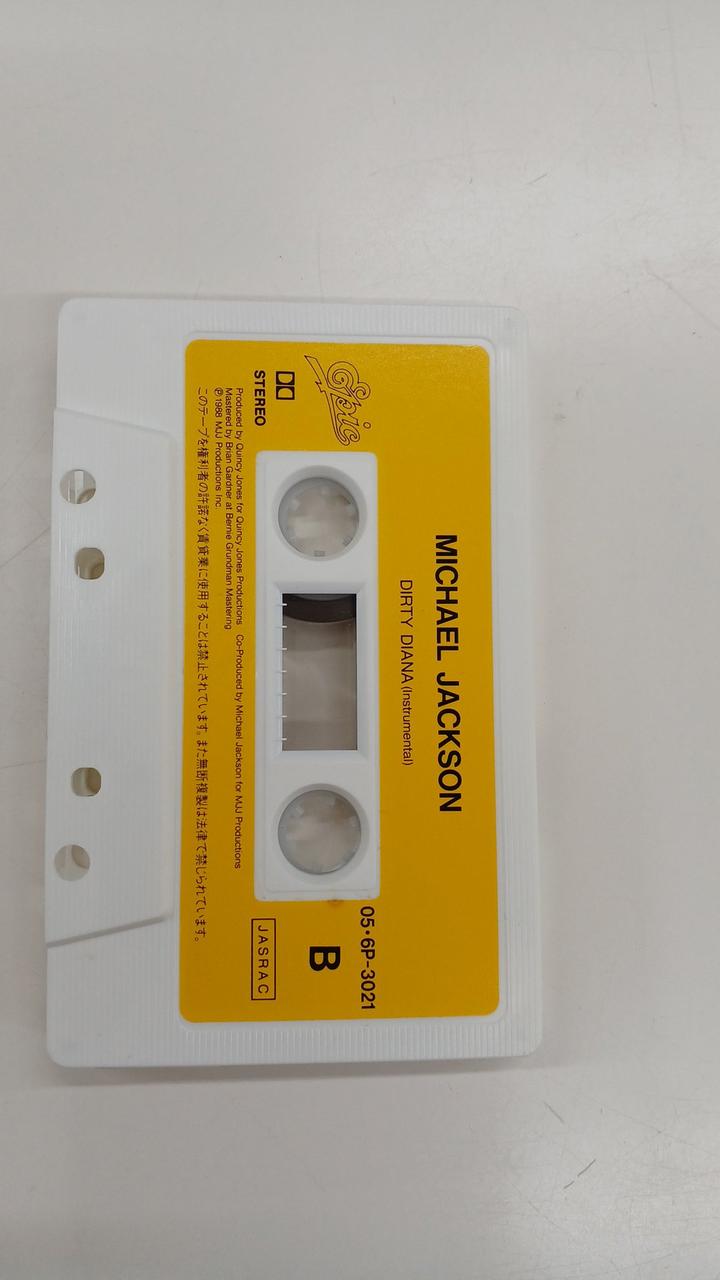 MICHAEL JACKSON
DIRTY DIANA (Instrumental)
Epic
05・6P-3021
B
STEREO
JASRAC
Produced by Quincy Jones for Quincy Jones Productions Co-Produced by Michael Jackson for MJJ Productions
Mastered by Brian Gardner at Bernie Grundman Mastering
Ⓟ1988 MJJ Productions Inc.
このテープを権利者の許諾なく賃貸業に使用することは禁止されています。また無断複製は法律で禁じられています。